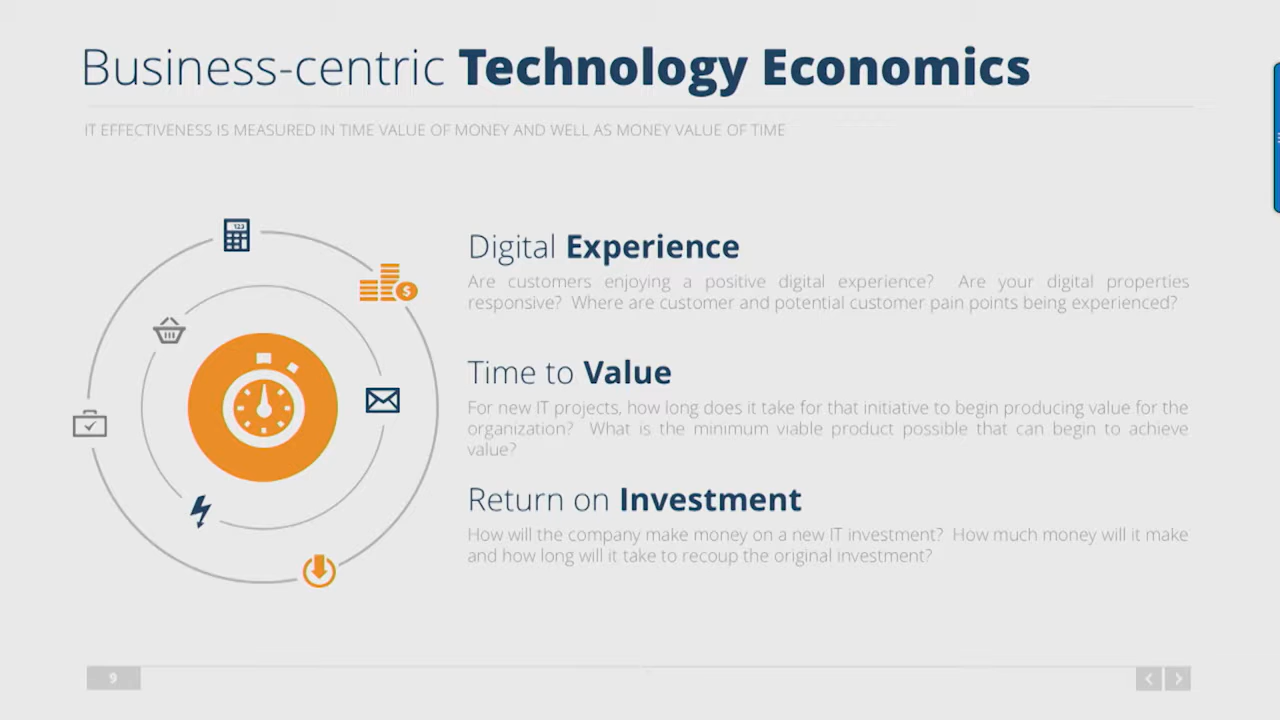 Business-centric Technology Economics
IT EFFECTIVENESS IS MEASURED IN TIME VALUE OF MONEY AND WELL AS MONEY VALUE OF TIME
123
$
Digital Experience
Are customers enjoying a positive digital experience? Are your digital properties
responsive? Where are customer and potential customer pain points being experienced?
Time to Value
For new IT projects, how long does it take for that initiative to begin producing value for the
organization? What is the minimum viable product possible that can begin to achieve
value?
Return on Investment
How will the company make money on a new IT investment? How much money will it make
and how long will it take to recoup the original investment?
9